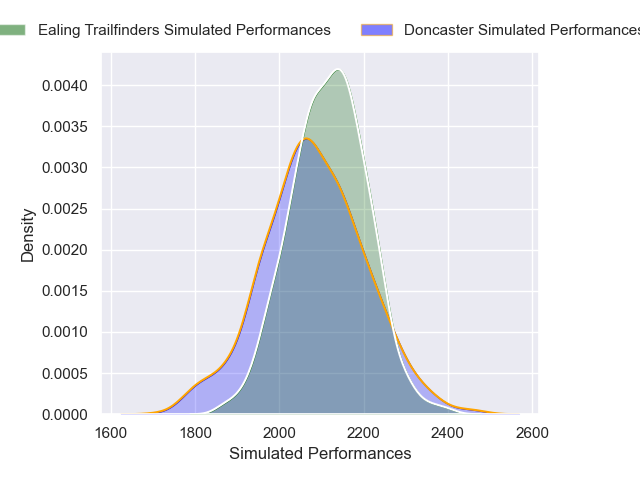 Ealing Trailfinders Simulated Performances Doncaster Simulated Performances
0.0040
0.0035
0.0030
0.0025
0.0020
0.0015
0.0010
0.0005
0.0000
Density
1600 1800 2000 2200 2400 2600
Simulated Performances